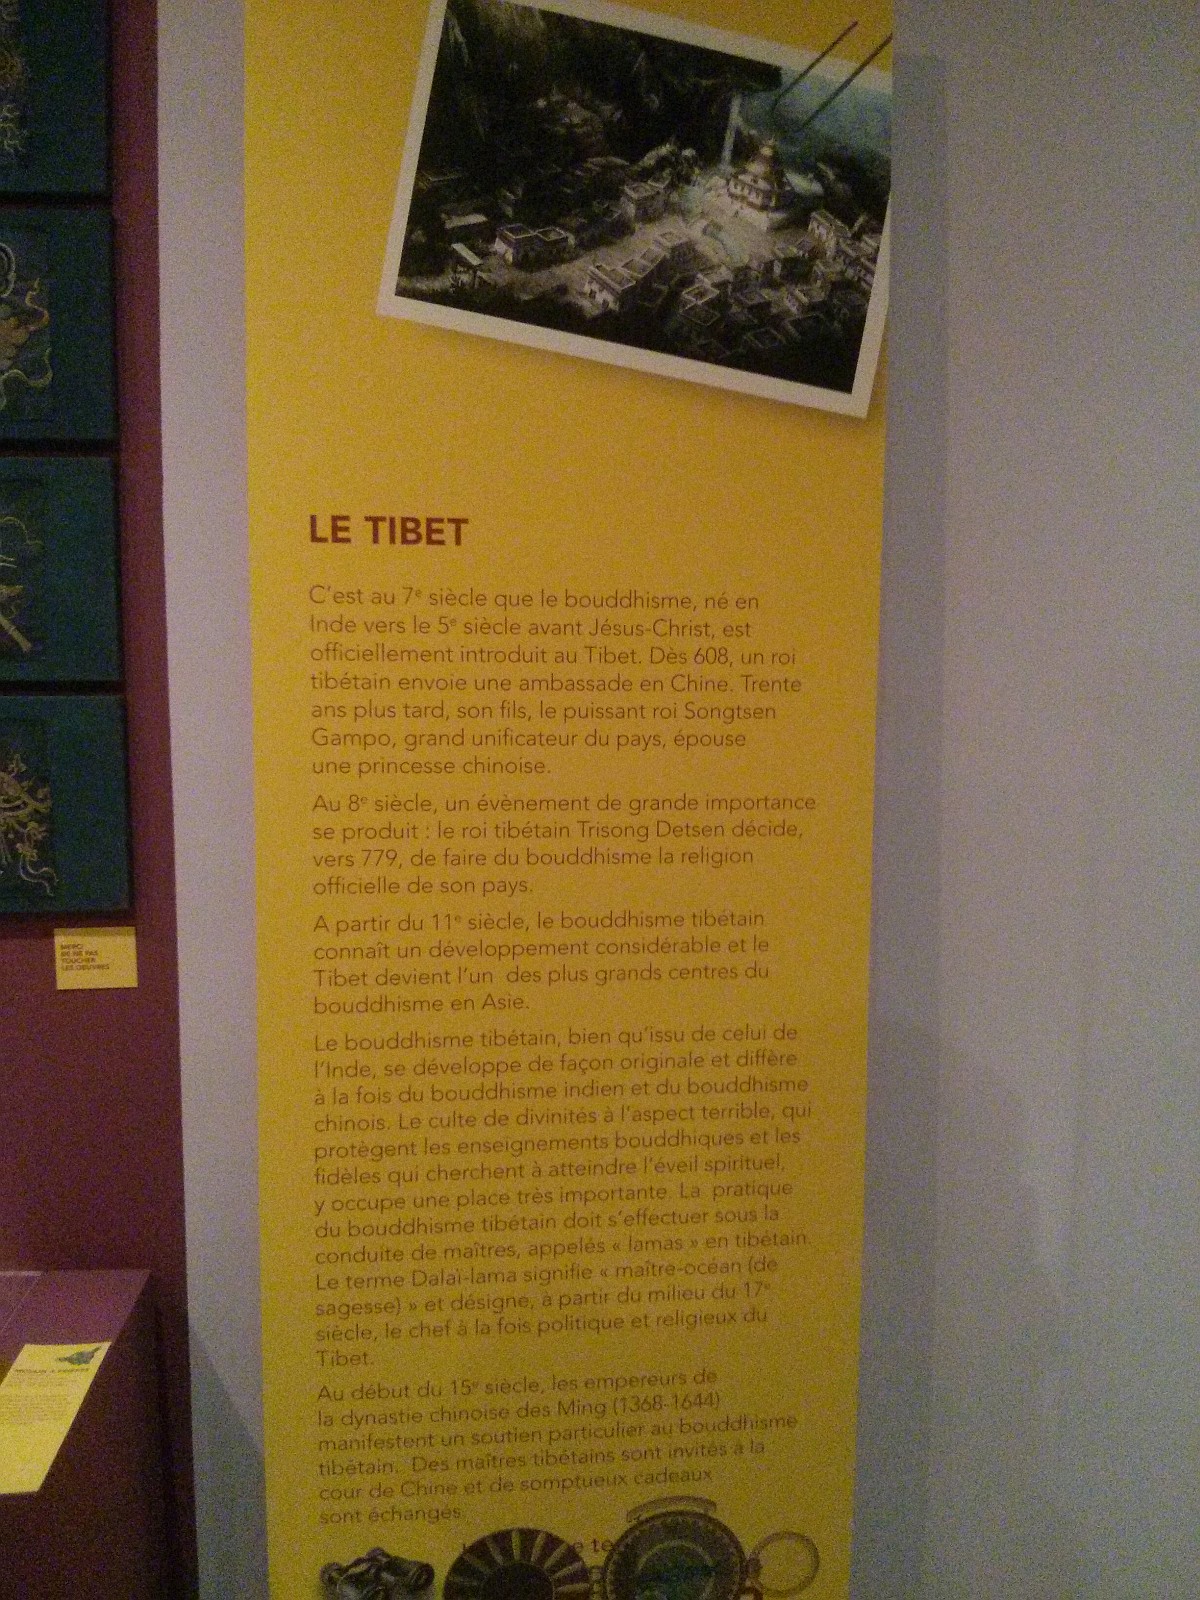 LE TIBET
C'est au 7e siècle que le bouddhisme, né en
Inde vers le 5e siècle avant Jésus-Christ, est
officiellement introduit au Tibet. Dès 608, un roi
tibétain envoie une ambassade en Chine. Trente
ans plus tard, son fils, le puissant roi Songtsen
Gampo, grand unificateur du pays, épouse
une princesse chinoise.
Au 8e siècle, un évènement de grande importance
se produit : le roi tibétain Trisong Detsen décide,
vers 779, de faire du bouddhisme la religion
officielle de son pays.
A partir du 11e siècle, le bouddhisme tibétain
connaît un développement considérable et le
Tibet devient l'un des plus grands centres du
bouddhisme en Asie.
Le bouddhisme tibétain, bien qu'issu de celui de
l'Inde, se développe de façon originale et diffère
à la fois du bouddhisme indien et du bouddhisme
chinois. Le culte de divinités à l'aspect terrible, qui
protègent les enseignements bouddhiques et les
fidèles qui cherchent à atteindre l'éveil spirituel,
y occupe une place très importante. La pratique
du bouddhisme tibétain doit s'effectuer sous la
conduite de maîtres, appelés « lamas » en tibétain.
Le terme Dalaï-lama signifie « maître-océan (de
sagesse) » et désigne, à partir du milieu du 17e
siècle, le chef à la fois politique et religieux du
Tibet.
Au début du 15e siècle, les empereurs de
la dynastie chinoise des Ming (1368-1644)
manifestent un soutien particulier au bouddhisme
tibétain. Des maîtres tibétains sont invités à la
cour de Chine et de somptueux cadeaux
sont échangés.
MERCI
DE NE PAS
TOUCHER
LES OEUVRES